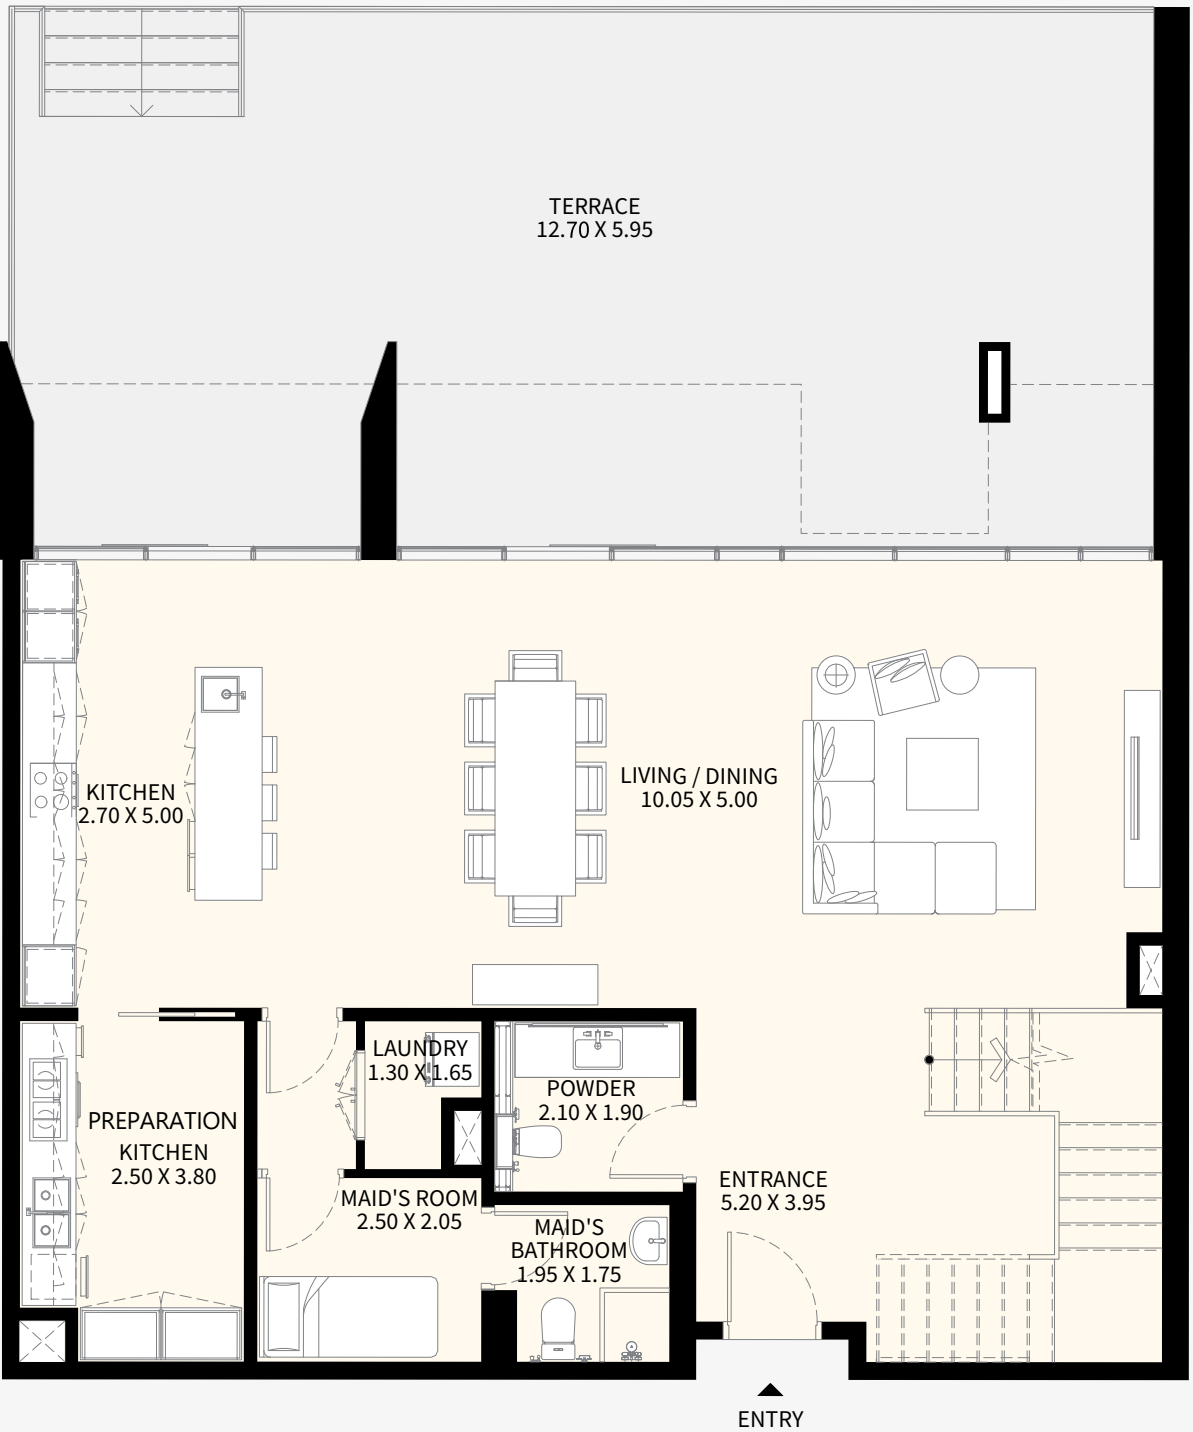 TERRACE
12.70 X 5.95
LIVING / DINING
10.05 X 5.00
KITCHEN
2.70 X 5.00
LAUNDRY
1.30 X 1.65
POWDER
2.10 X 1.90
PREPARATION
KITCHEN
2.50 X 3.80
ENTRANCE
5.20 X 3.95
MAID'S ROOM
2.50 X 2.05
MAID'S
BATHROOM
1.95 X 1.75
ENTRY